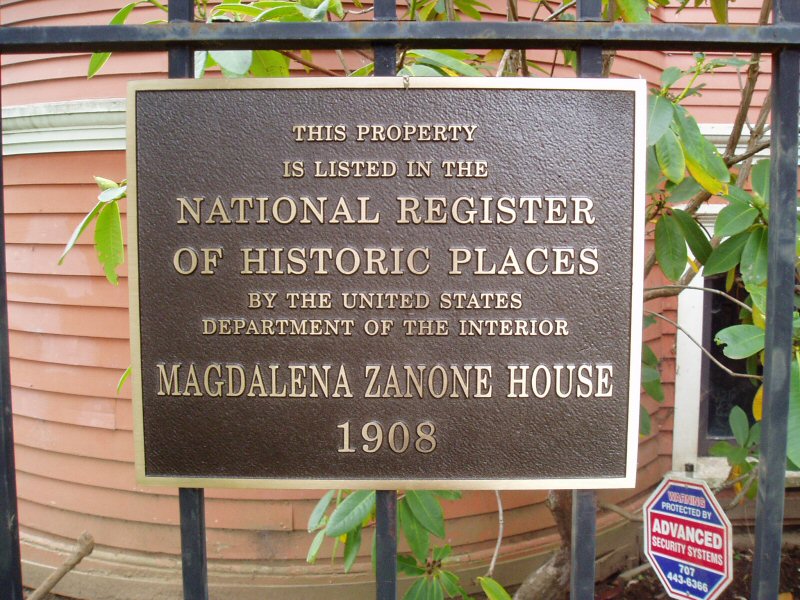 THIS PROPERTY
IS LISTED IN THE
NATIONAL REGISTER
OF HISTORIC PLACES
BY THE UNITED STATES
DEPARTMENT OF THE INTERIOR
MAGDALENA ZANONE HOUSE
1908
WARNING
PROTECTED BY
ADVANCED
SECURITY SYSTEMS
707
443-6366